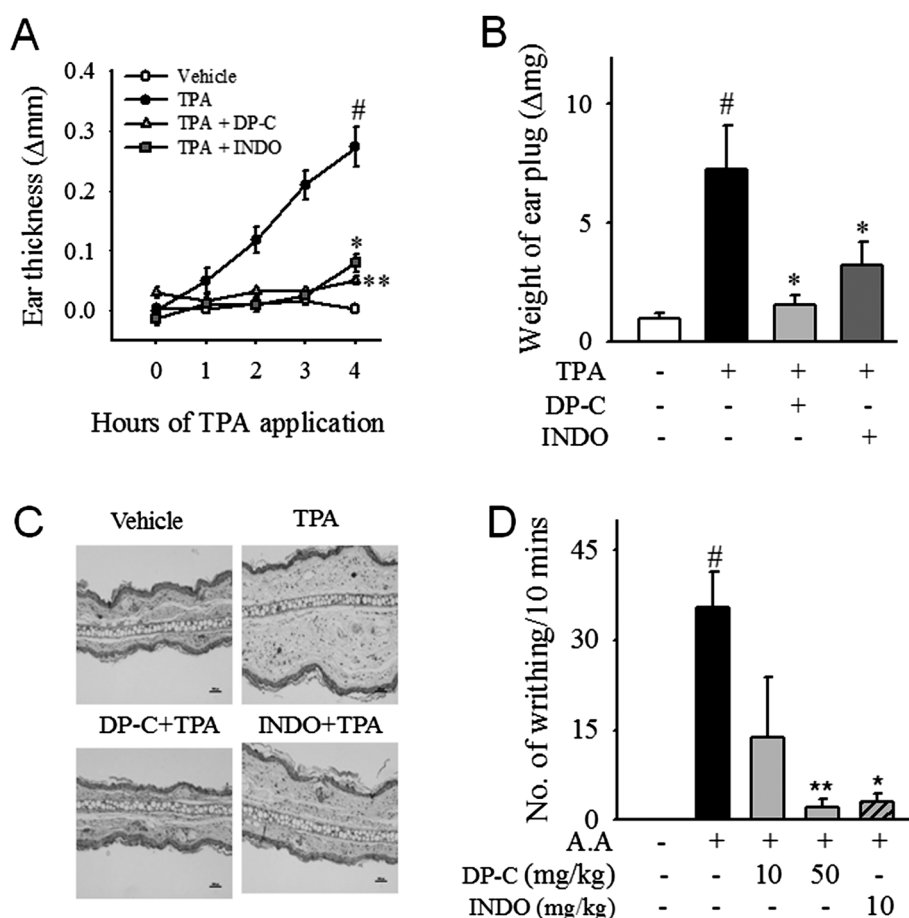 A
Ear thickness (Δmm)
0.4
0.3
0.2
0.1
0.0
Vehicle
TPA
TPA + DP-C
TPA + INDO
#
*
**
0 1 2 3 4
Hours of TPA application
B
Weight of ear plug (Δmg)
10
5
0
#
*
*
TPA - + + +
DP-C - - + -
INDO - - - +
C
Vehicle TPA
DP-C+TPA INDO+TPA
D
No. of writhing/10 mins
45
30
15
0
#
**
*
A.A - + + + +
DP-C (mg/kg) - - 10 50 -
INDO (mg/kg) - - - - 10